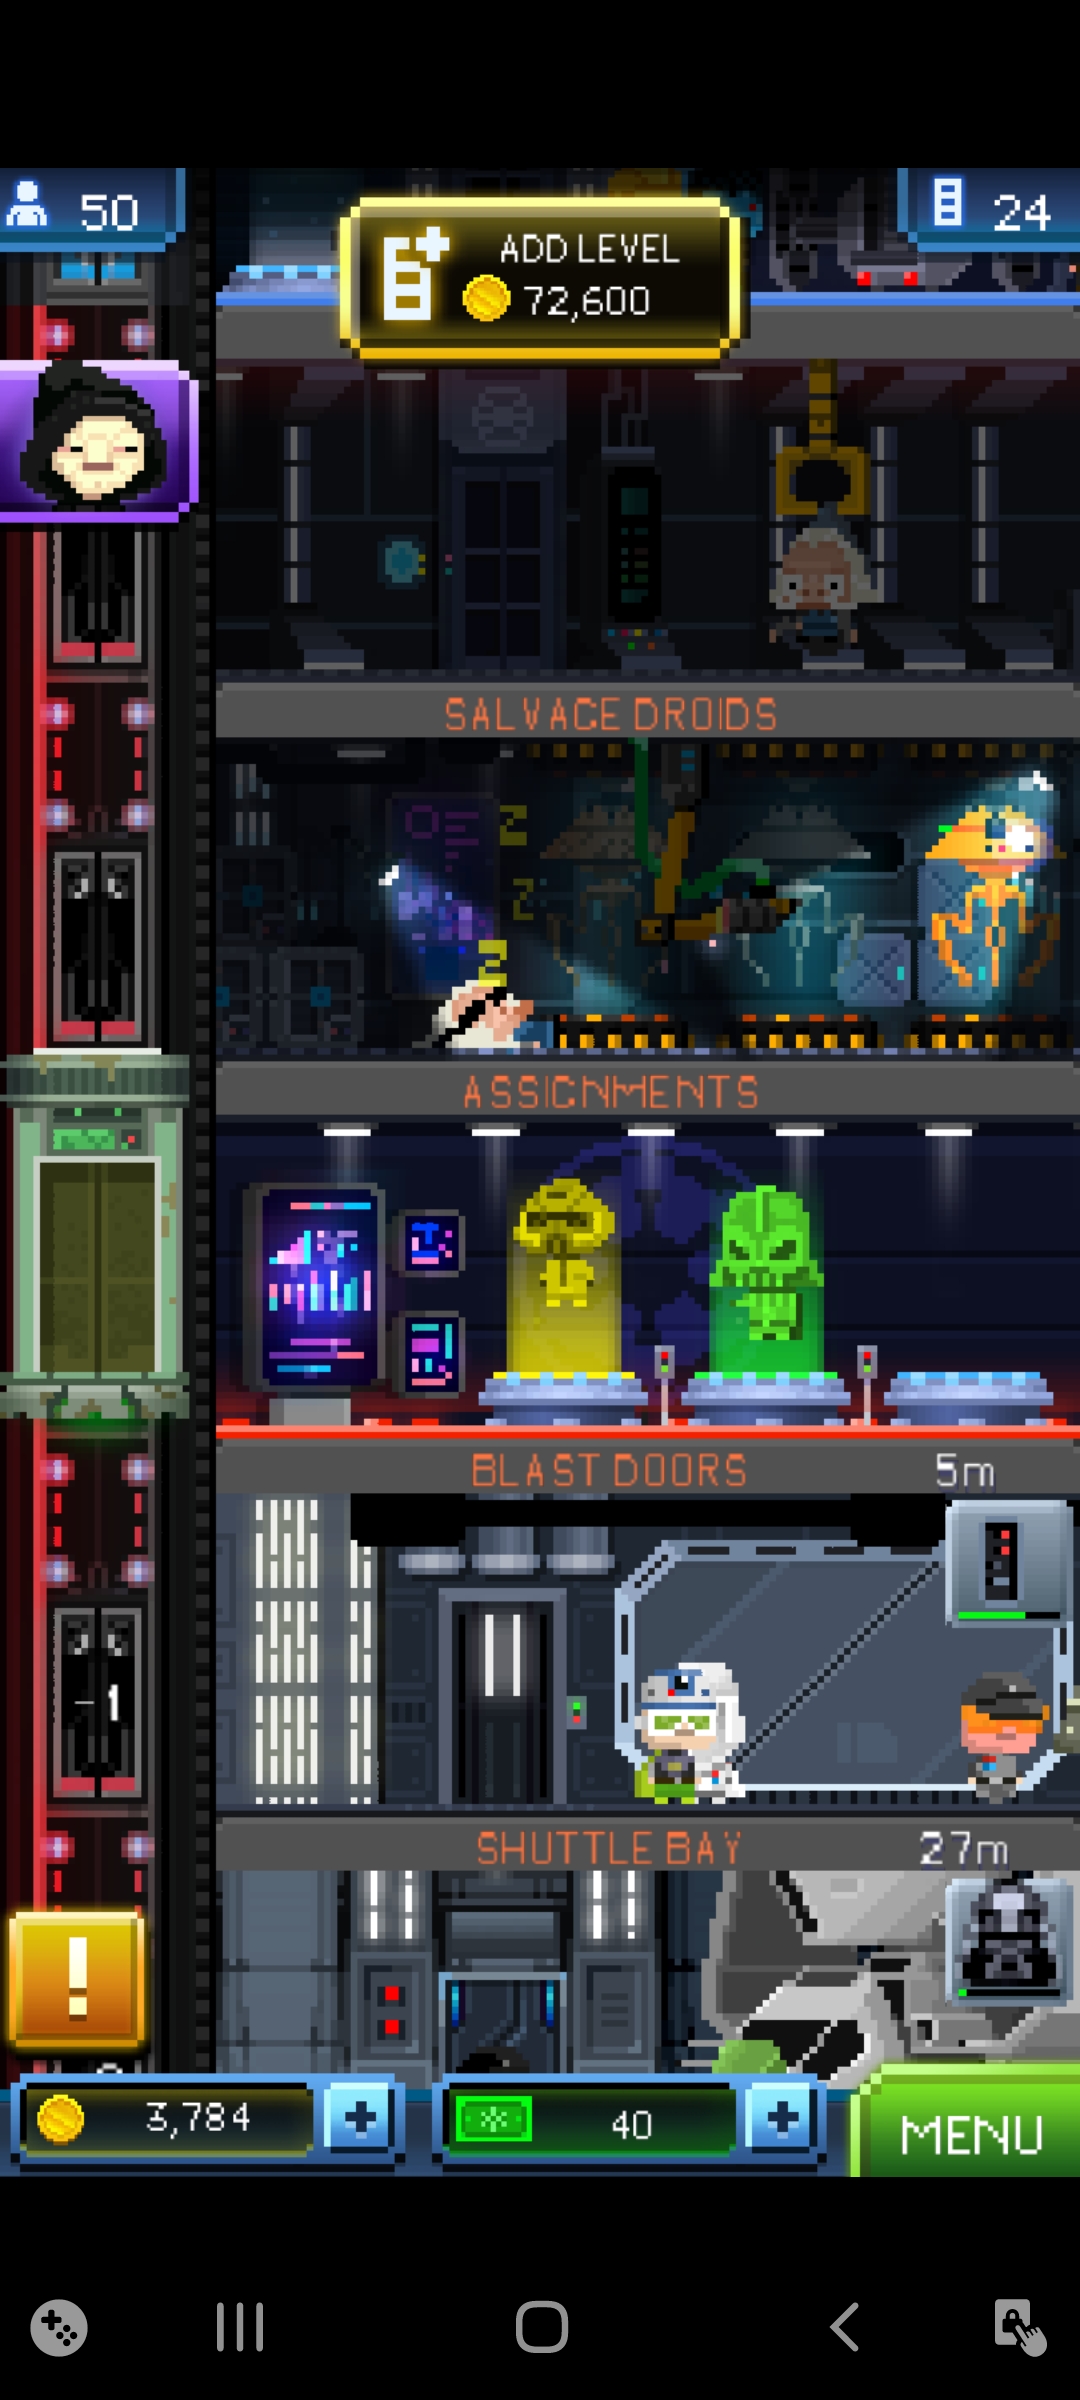 50
24
ADD LEVEL
72,600
SALVAGE DROIDS
Z
Z
Z
ASSIGNMENTS
BLAST DOORS 5m
-1
SHUTTLE BAY 27m
!
3,784
40
MENU